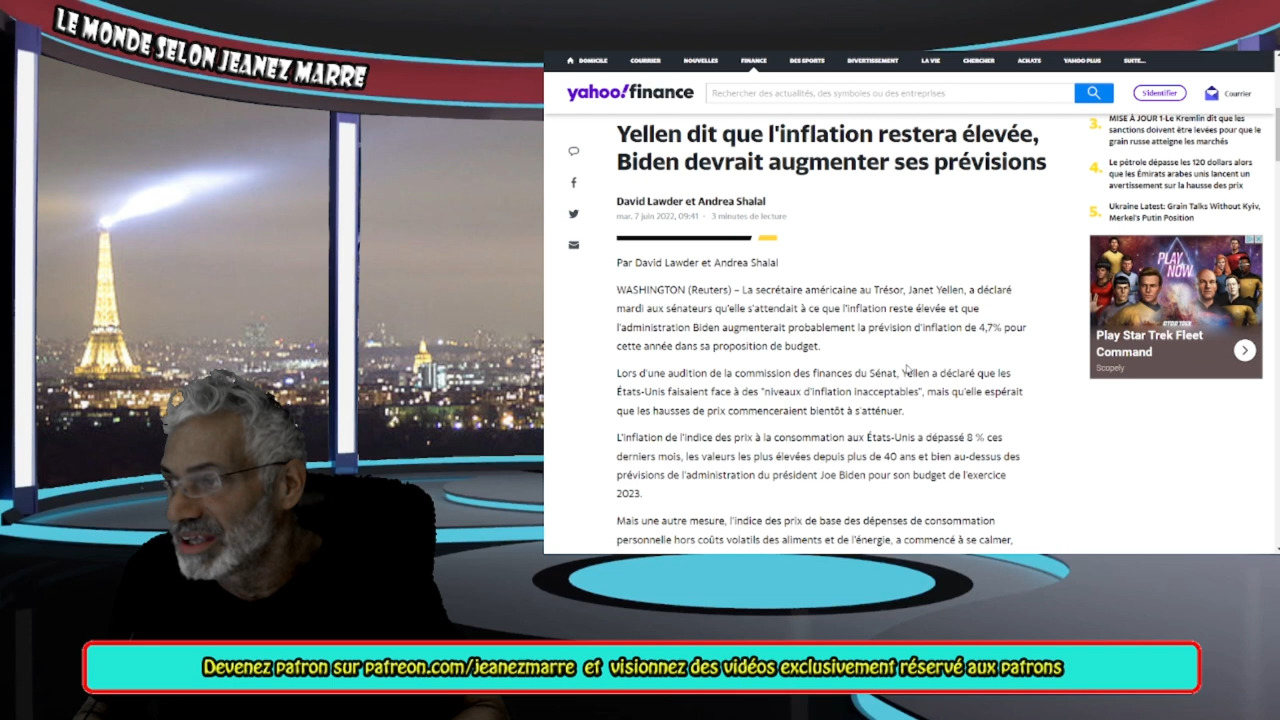 LE MONDE SELON JEANEZ MARRE
DOMICILE COURRIER NOUVELLES FINANCE DES SPORTS DIVERTISSEMENT LA VIE CHERCHER ACHATS YAHOO PLUS SUITE...
yahoo!finance
Rechercher des actualités, des symboles ou des entreprises
S'identifier
Courrier
Yellen dit que l'inflation restera élevée,
Biden devrait augmenter ses prévisions
David Lawder et Andrea Shalal
mar. 7 juin 2022, 09:41 · 3 minutes de lecture
Par David Lawder et Andrea Shalal
WASHINGTON (Reuters) – La secrétaire américaine au Trésor, Janet Yellen, a déclaré
mardi aux sénateurs qu'elle s'attendait à ce que l'inflation reste élevée et que
l'administration Biden augmenterait probablement la prévision d'inflation de 4,7% pour
cette année dans sa proposition de budget.
Lors d'une audition de la commission des finances du Sénat, Yellen a déclaré que les
États-Unis faisaient face à des "niveaux d'inflation inacceptables", mais qu'elle espérait
que les hausses de prix commenceraient bientôt à s'atténuer.
L'inflation de l'indice des prix à la consommation aux États-Unis a dépassé 8 % ces
derniers mois, les valeurs les plus élevées depuis plus de 40 ans et bien au-dessus des
prévisions de l'administration du président Joe Biden pour son budget de l'exercice
2023.
Mais une autre mesure, l'indice des prix de base des dépenses de consommation
personnelle hors coûts volatils des aliments et de l'énergie, a commencé à se calmer,
3. MISE À JOUR 1-Le Kremlin dit que les
sanctions doivent être levées pour que le
grain russe atteigne les marchés
4. Le pétrole dépasse les 120 dollars alors
que les Émirats arabes unis lancent un
avertissement sur la hausse des prix
5. Ukraine Latest: Grain Talks Without Kyiv,
Merkel's Putin Position
PLAY
NOW
STAR TREK
Play Star Trek Fleet
Command
Scopely
Devenez patron sur patreon.com/jeanezmarre et visionnez des vidéos exclusivement réservé aux patrons